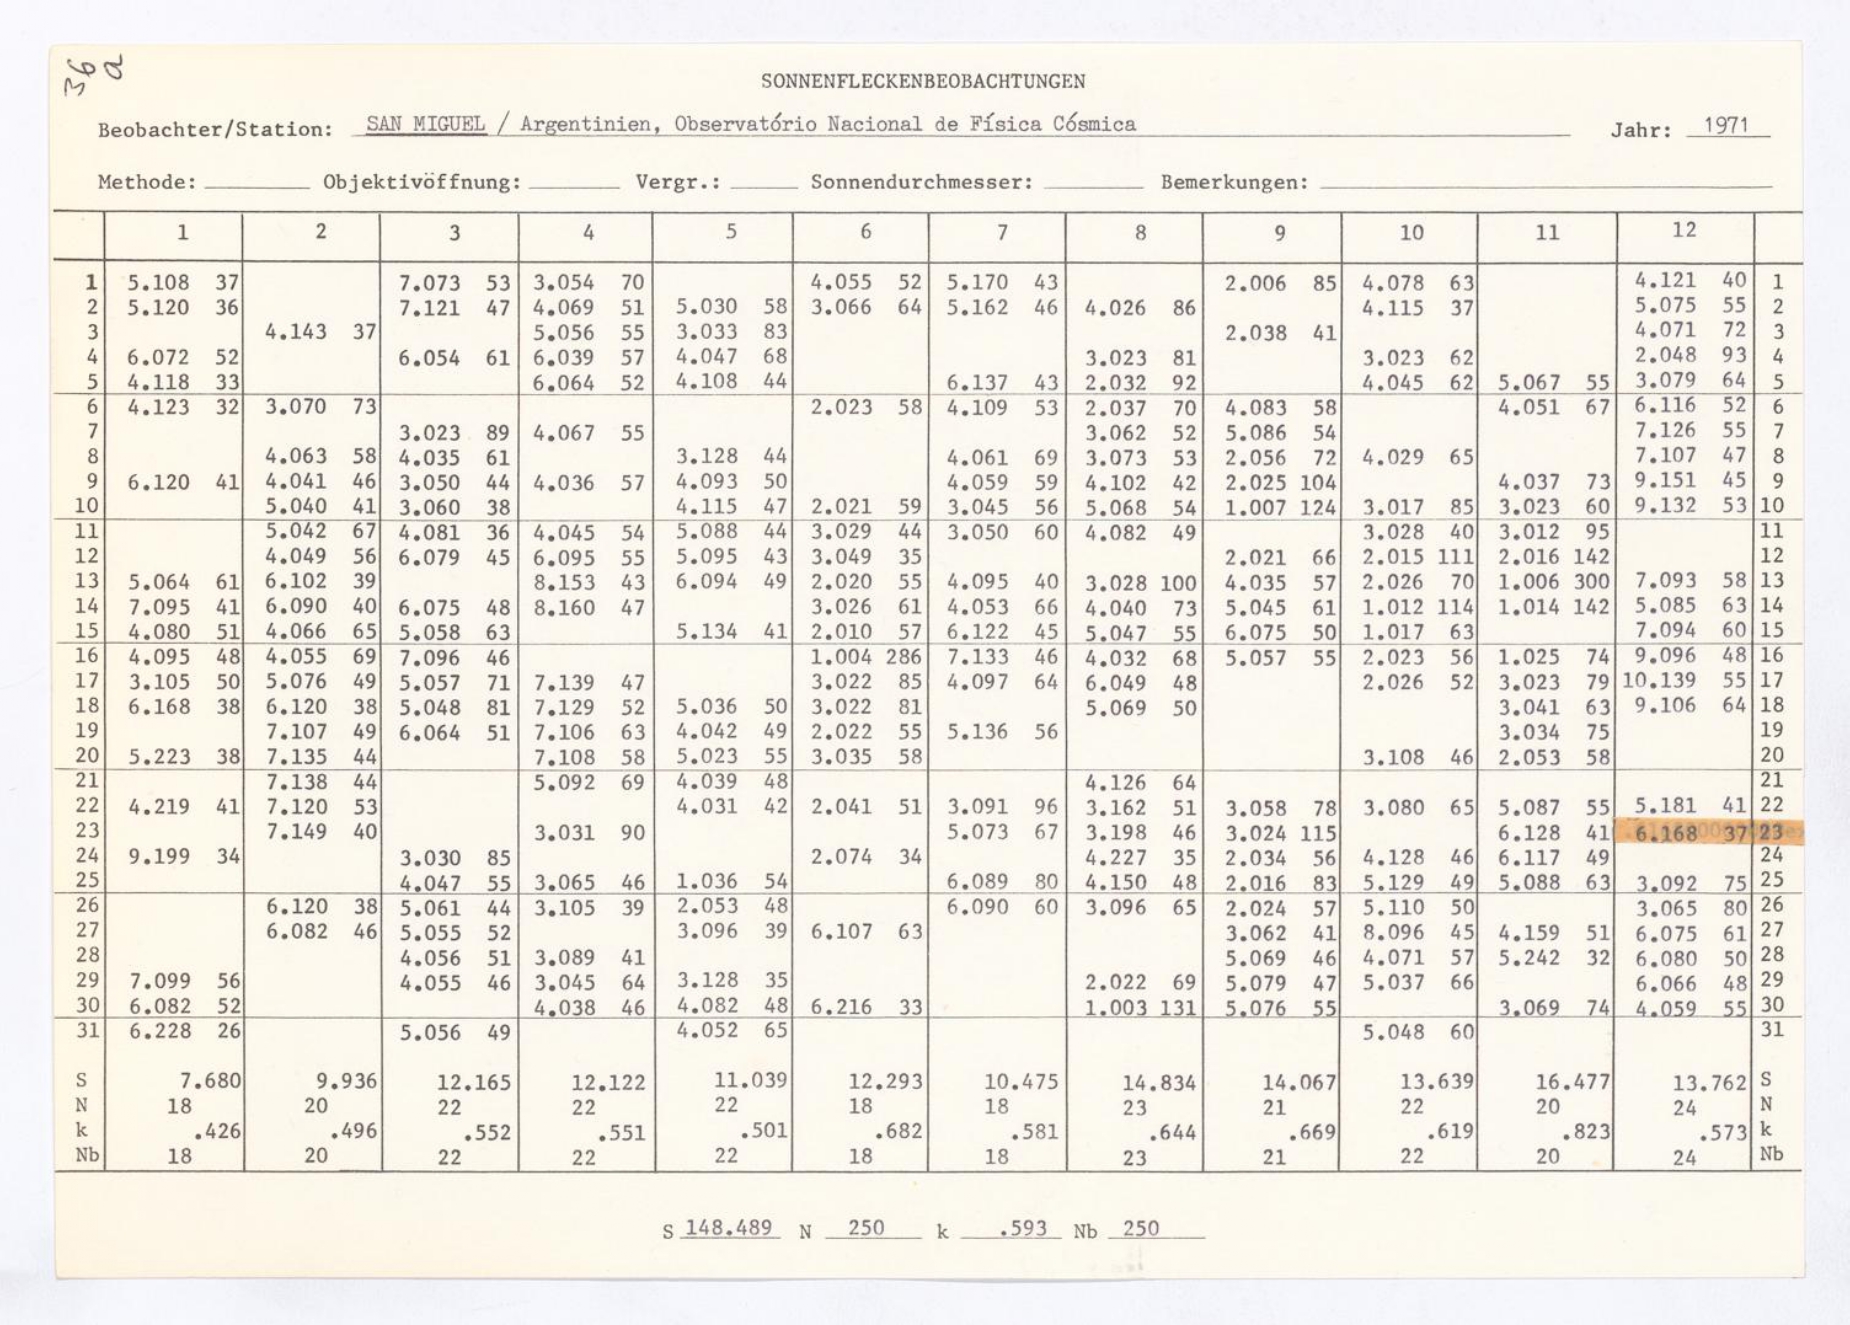 36
a
SONNENFLECKENBEOBACHTUNGEN
Beobachter/Station: SAN MIGUEL / Argentinien, Observatório Nacional de Física Cósmica Jahr: 1971
Methode: Objektivöffnung: Vergr.: Sonnendurchmesser: Bemerkungen:
1 2 3 4 5 6 7 8 9 10 11 12
1 5.108 37 7.073 53 3.054 70 4.055 52 5.170 43 2.006 85 4.078 63 4.121 40 1
2 5.120 36 7.121 47 4.069 51 5.030 58 3.066 64 5.162 46 4.026 86 4.115 37 5.075 55 2
3 4.143 37 5.056 55 3.033 83 2.038 41 4.071 72 3
4 6.072 52 6.054 61 6.039 57 4.047 68 3.023 81 3.023 62 2.048 93 4
5 4.118 33 6.064 52 4.108 44 6.137 43 2.032 92 4.045 62 5.067 55 3.079 64 5
6 4.123 32 3.070 73 2.023 58 4.109 53 2.037 70 4.083 58 4.051 67 6.116 52 6
7 3.023 89 4.067 55 3.062 52 5.086 54 7.126 55 7
8 4.063 58 4.035 61 3.128 44 4.061 69 3.073 53 2.056 72 4.029 65 7.107 47 8
9 6.120 41 4.041 46 3.050 44 4.036 57 4.093 50 4.059 59 4.102 42 2.025 104 4.037 73 9.151 45 9
10 5.040 41 3.060 38 4.115 47 2.021 59 3.045 56 5.068 54 1.007 124 3.017 85 3.023 60 9.132 53 10
11 5.042 67 4.081 36 4.045 54 5.088 44 3.029 44 3.050 60 4.082 49 3.028 40 3.012 95 11
12 4.049 56 6.079 45 6.095 55 5.095 43 3.049 35 2.021 66 2.015 111 2.016 142 12
13 5.064 61 6.102 39 8.153 43 6.094 49 2.020 55 4.095 40 3.028 100 4.035 57 2.026 70 1.006 300 7.093 58 13
14 7.095 41 6.090 40 6.075 48 8.160 47 3.026 61 4.053 66 4.040 73 5.045 61 1.012 114 1.014 142 5.085 63 14
15 4.080 51 4.066 65 5.058 63 5.134 41 2.010 57 6.122 45 5.047 55 6.075 50 1.017 63 7.094 60 15
16 4.095 48 4.055 69 7.096 46 1.004 286 7.133 46 4.032 68 5.057 55 2.023 56 1.025 74 9.096 48 16
17 3.105 50 5.076 49 5.057 71 7.139 47 3.022 85 4.097 64 6.049 48 2.026 52 3.023 79 10.139 55 17
18 6.168 38 6.120 38 5.048 81 7.129 52 5.036 50 3.022 81 5.069 50 3.041 63 9.106 64 18
19 7.107 49 6.064 51 7.106 63 4.042 49 2.022 55 5.136 56 3.034 75 19
20 5.223 38 7.135 44 7.108 58 5.023 55 3.035 58 3.108 46 2.053 58 20
21 7.138 44 5.092 69 4.039 48 4.126 64 21
22 4.219 41 7.120 53 4.031 42 2.041 51 3.091 96 3.162 51 3.058 78 3.080 65 5.087 55 5.181 41 22
23 7.149 40 3.031 90 5.073 67 3.198 46 3.024 115 6.128 41 6.168 37 23
24 9.199 34 3.030 85 2.074 34 4.227 35 2.034 56 4.128 46 6.117 49 24
25 4.047 55 3.065 46 1.036 54 6.089 80 4.150 48 2.016 83 5.129 49 5.088 63 3.092 75 25
26 6.120 38 5.061 44 3.105 39 2.053 48 6.090 60 3.096 65 2.024 57 5.110 50 3.065 80 26
27 6.082 46 5.055 52 3.096 39 6.107 63 3.062 41 8.096 45 4.159 51 6.075 61 27
28 4.056 51 3.089 41 5.069 46 4.071 57 5.242 32 6.080 50 28
29 7.099 56 4.055 46 3.045 64 3.128 35 2.022 69 5.079 47 5.037 66 6.066 48 29
30 6.082 52 4.038 46 4.082 48 6.216 33 1.003 131 5.076 55 3.069 74 4.059 55 30
31 6.228 26 5.056 49 4.052 65 5.048 60 31
S 7.680 9.936 12.165 12.122 11.039 12.293 10.475 14.834 14.067 13.639 16.477 13.762 S
N 18 20 22 22 22 18 18 23 21 22 20 24 N
k .426 .496 .552 .551 .501 .682 .581 .644 .669 .619 .823 .573 k
Nb 18 20 22 22 22 18 18 23 21 22 20 24 Nb
S 148.489 N 250 k .593 Nb 250